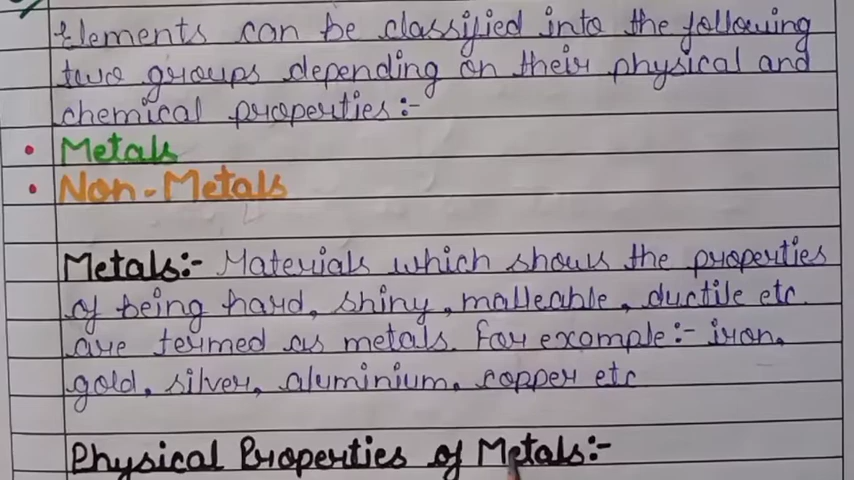 Elements can be classified into the following
two groups depending on their physical and
chemical properties:-
• Metals
• Non-Metals
Metals:- Materials which shows the properties
of being hard, shiny, malleable, ductile etc.
are termed as metals. For example:- iron,
gold, silver, aluminium, copper etc
Physical Properties of Metals:-